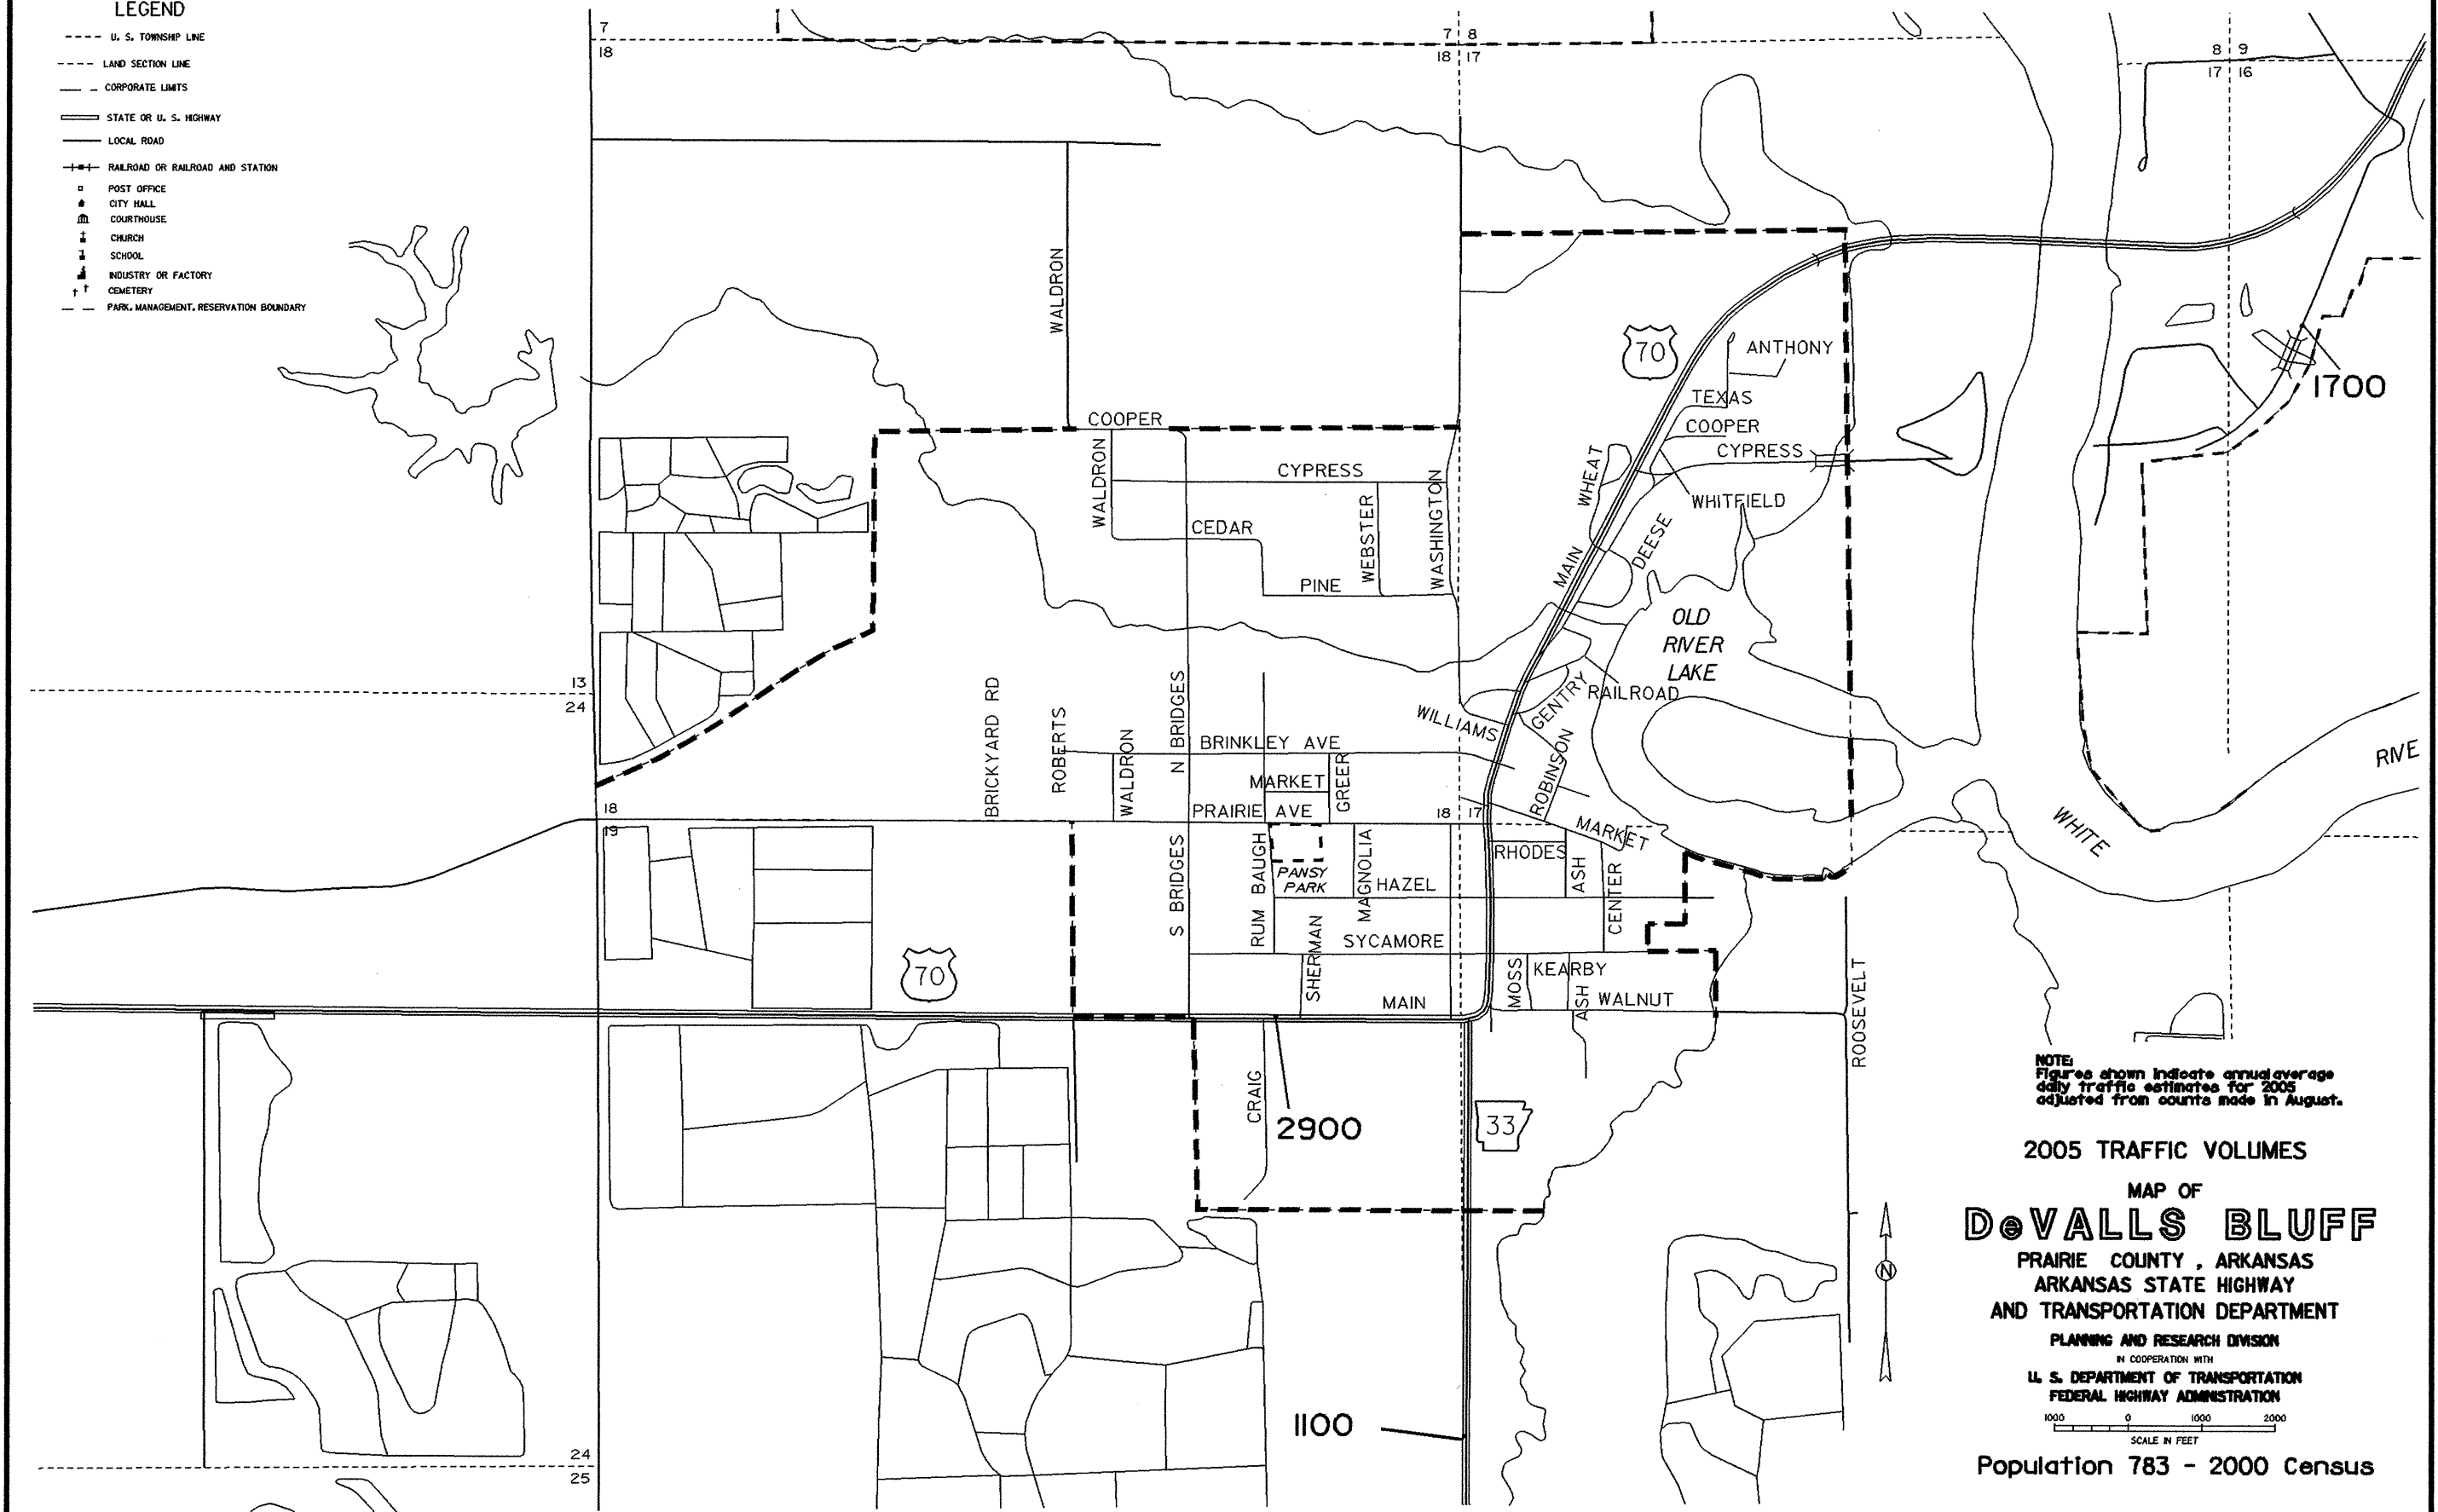 LEGEND
U. S. TOWNSHIP LINE
LAND SECTION LINE
CORPORATE LIMITS
STATE OR U. S. HIGHWAY
LOCAL ROAD
RAILROAD OR RAILROAD AND STATION
POST OFFICE
CITY HALL
COURTHOUSE
CHURCH
SCHOOL
INDUSTRY OR FACTORY
CEMETERY
PARK, MANAGEMENT, RESERVATION BOUNDARY
7
18
7 8
18 17
8 9
17 16
WALDRON
70
ANTHONY
1700
TEXAS
COOPER
COOPER
CYPRESS
CYPRESS
WALDRON
WHEAT
WEBSTER
WASHINGTON
WHITFIELD
CEDAR
DEESE
MAIN
PINE
OLD
RIVER
LAKE
13
24
BRICKYARD RD
ROBERTS
N BRIDGES
GENTRY
RAILROAD
WILLIAMS
WALDRON
BRINKLEY AVE
ROBINSON
RIVE
MARKET
GREER
18
19
PRAIRIE AVE
18 17
MARKET
WHITE
S BRIDGES
RUM BAUGH
PANSY
PARK
MAGNOLIA
HAZEL
RHODES
ASH
CENTER
SHERMAN
SYCAMORE
70
MAIN
MOSS
KEARBY
ASH
WALNUT
ROOSEVELT
CRAIG
2900
33
1100
24
25
NOTE:
Figures shown indicate annual average
daily traffic estimates for 2005
adjusted from counts made in August.
2005 TRAFFIC VOLUMES
MAP OF
DeVALLS BLUFF
PRAIRIE COUNTY , ARKANSAS
ARKANSAS STATE HIGHWAY
AND TRANSPORTATION DEPARTMENT
PLANNING AND RESEARCH DIVISION
IN COOPERATION WITH
U. S. DEPARTMENT OF TRANSPORTATION
FEDERAL HIGHWAY ADMINISTRATION
N
1000 0 1000 2000
SCALE IN FEET
Population 783 - 2000 Census